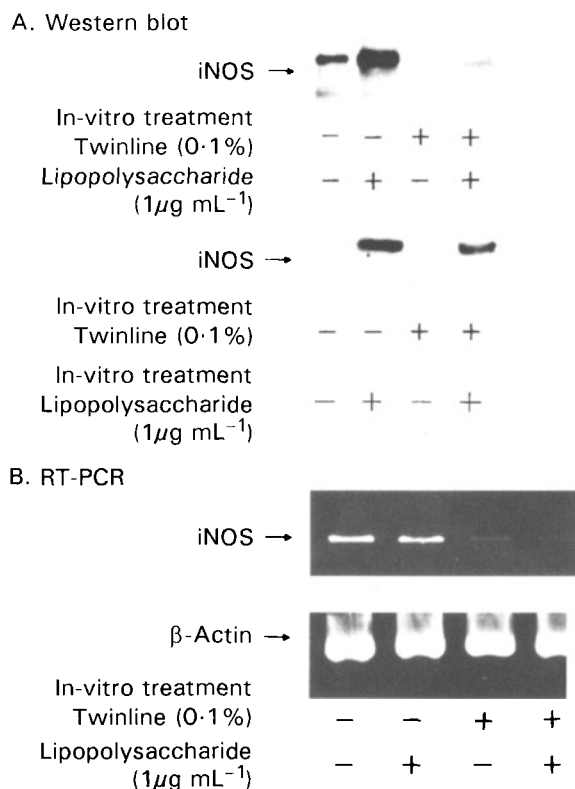 A. Western blot
iNOS →
In-vitro treatment
Twinline (0·1%) − − + +
Lipopolysaccharide − + − +
(1μg mL⁻¹)
iNOS →
In-vitro treatment
Twinline (0·1%) − − + +
In-vitro treatment
Lipopolysaccharide − + − +
(1μg mL⁻¹)
B. RT-PCR
iNOS →
β-Actin →
In-vitro treatment
Twinline (0·1%) − − + +
Lipopolysaccharide − + − +
(1μg mL⁻¹)